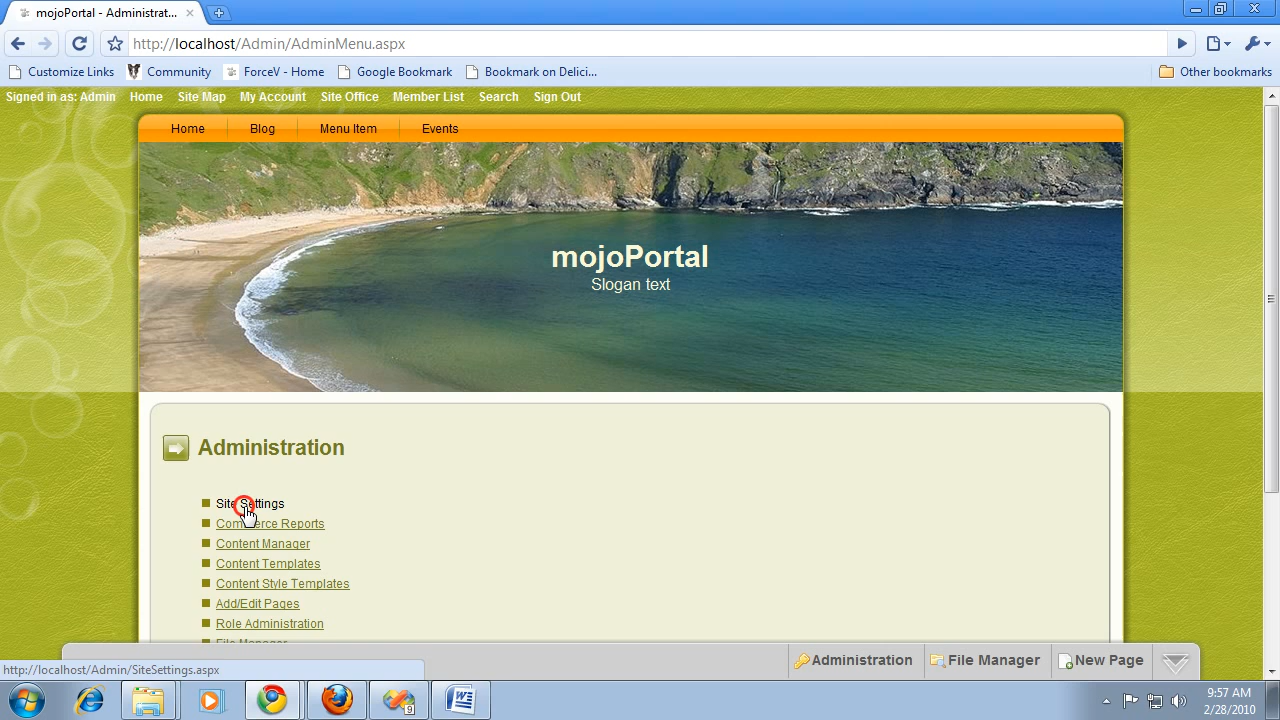 mojoPortal - Administrat...
http://localhost/Admin/AdminMenu.aspx
Customize Links Community ForceV - Home Google Bookmark Bookmark on Delici... Other bookmarks
Signed in as: Admin Home Site Map My Account Site Office Member List Search Sign Out
Home Blog Menu Item Events
mojoPortal
Slogan text
Administration
Site Settings
Commerce Reports
Content Manager
Content Templates
Content Style Templates
Add/Edit Pages
Role Administration
File Manager
Administration File Manager New Page
http://localhost/Admin/SiteSettings.aspx
9
9:57 AM
2/28/2010